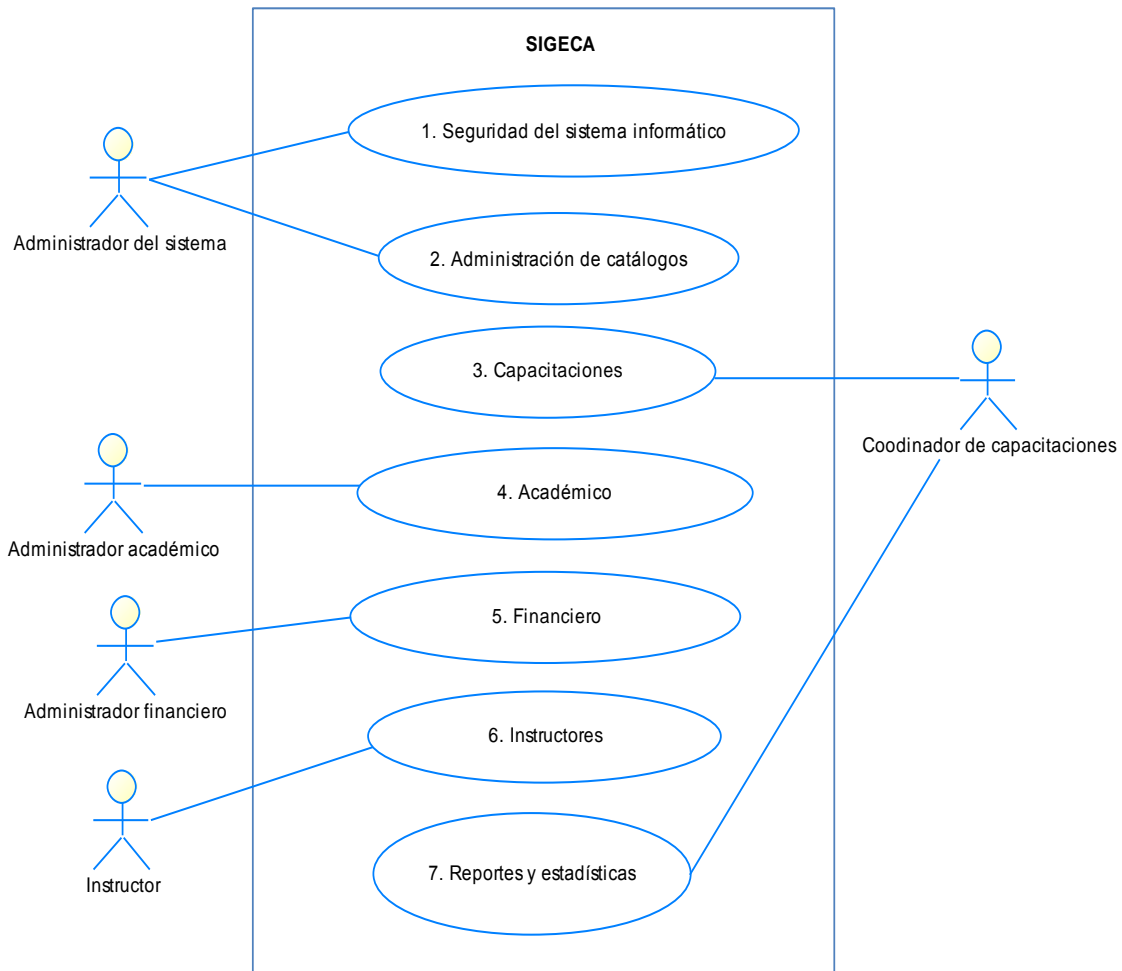 SIGECA
1. Seguridad del sistema informático
Administrador del sistema
2. Administración de catálogos
3. Capacitaciones
Coodinador de capacitaciones
4. Académico
Administrador académico
5. Financiero
Administrador financiero
6. Instructores
7. Reportes y estadísticas
Instructor